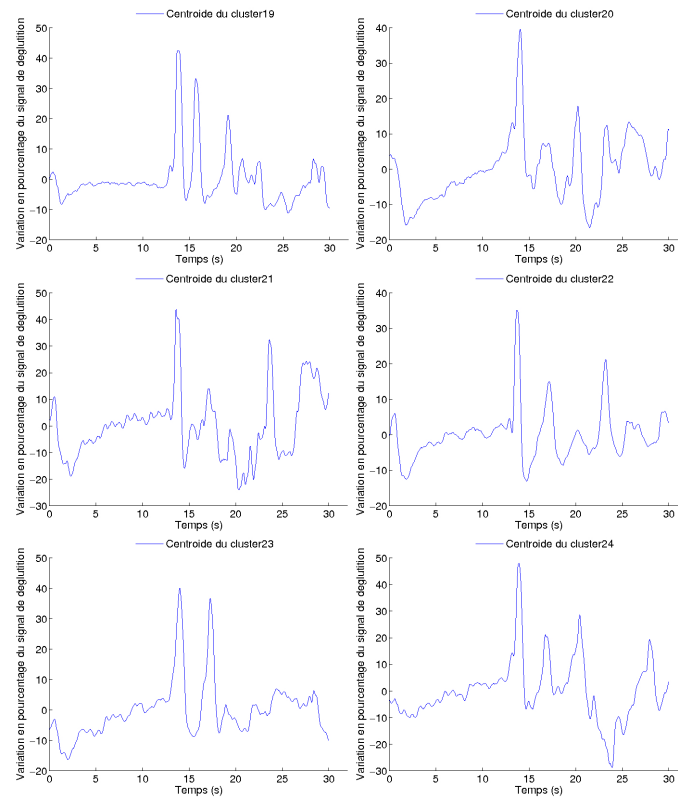 Centroide du cluster19
50
40
30
20
10
0
−10
−20
0 5 10 15 20 25 30
Temps (s)
Variation en pourcentage du signal de deglutition
Centroide du cluster20
40
30
20
10
0
−10
−20
0 5 10 15 20 25 30
Temps (s)
Variation en pourcentage du signal de deglutition
Centroide du cluster21
50
40
30
20
10
0
−10
−20
−30
0 5 10 15 20 25 30
Temps (s)
Variation en pourcentage du signal de deglutition
Centroide du cluster22
40
30
20
10
0
−10
−20
0 5 10 15 20 25 30
Temps (s)
Variation en pourcentage du signal de deglutition
Centroide du cluster23
50
40
30
20
10
0
−10
−20
0 5 10 15 20 25 30
Temps (s)
Variation en pourcentage du signal de deglutition
Centroide du cluster24
50
40
30
20
10
0
−10
−20
−30
0 5 10 15 20 25 30
Temps (s)
Variation en pourcentage du signal de deglutition